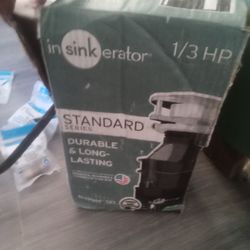 insinkerator
1/3 HP
STANDARD
SERIES
DURABLE
& LONG-
LASTING